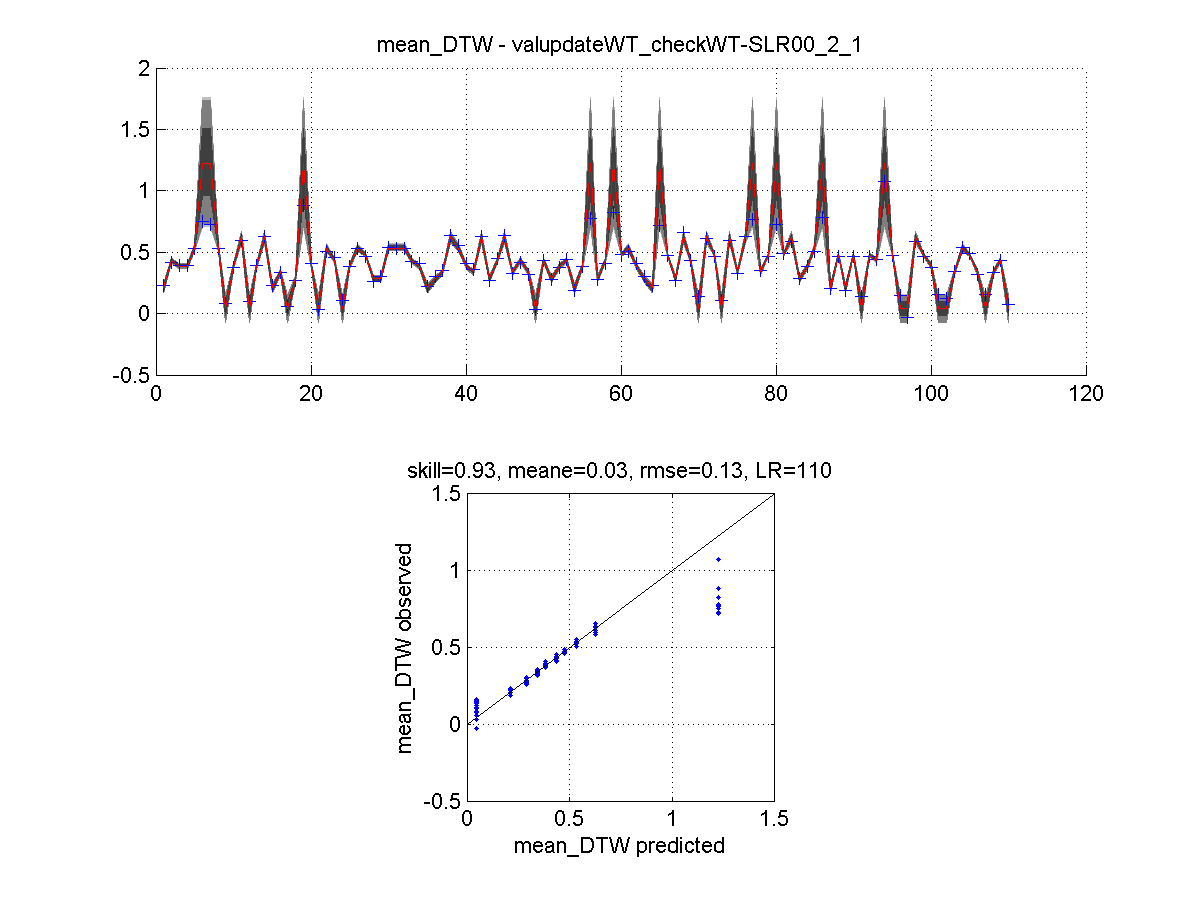 mean_DTW - valupdateWT_checkWT-SLR00_2_1
2
1.5
1
0.5
0
-0.5
0 20 40 60 80 100 120
skill=0.93, meane=0.03, rmse=0.13, LR=110
1.5
1
0.5
0
-0.5
mean_DTW observed
0 0.5 1 1.5
mean_DTW predicted